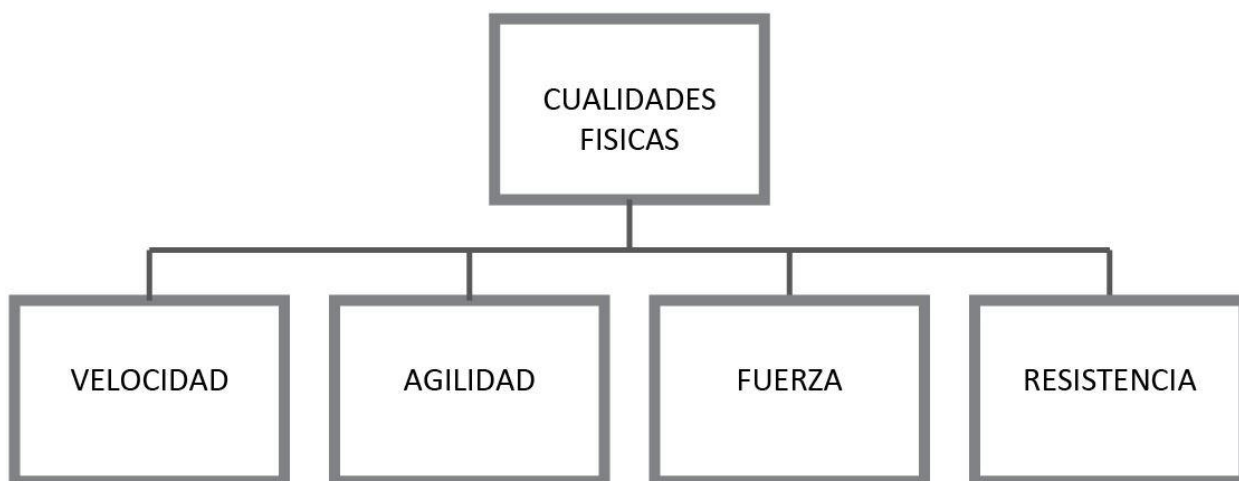 CUALIDADES
FISICAS
VELOCIDAD
AGILIDAD
FUERZA
RESISTENCIA